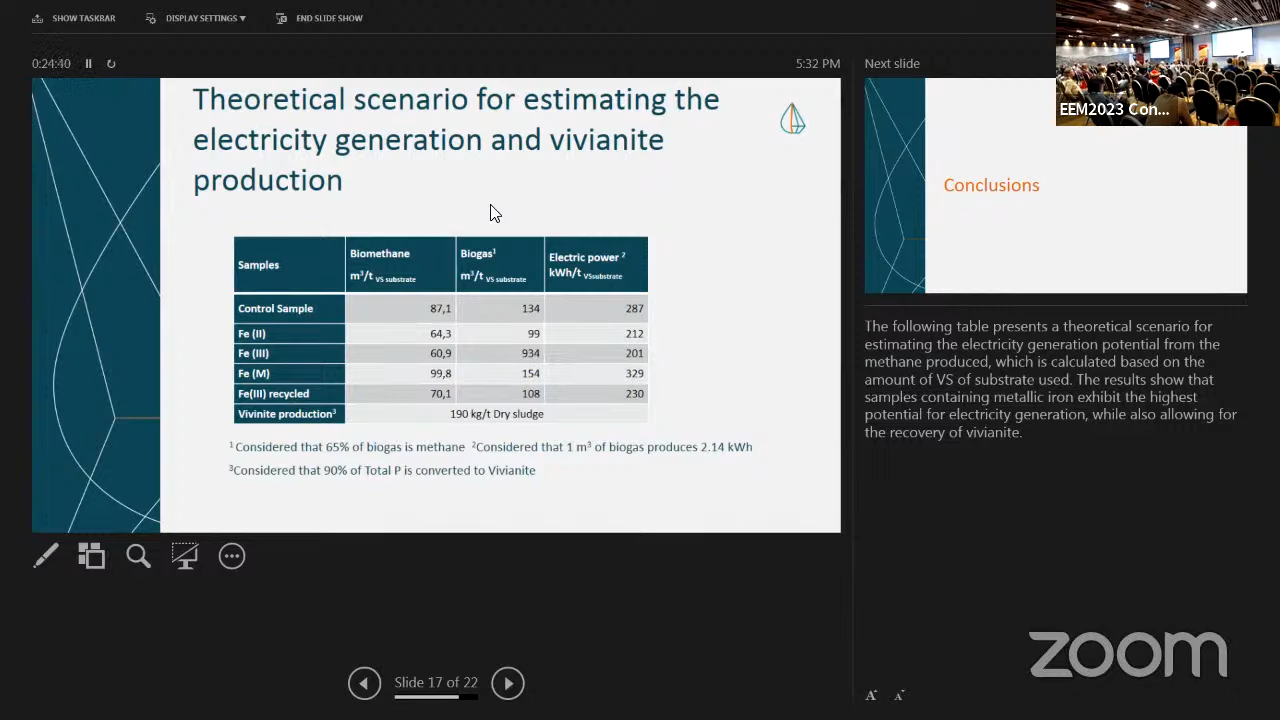 SHOW TASKBAR
DISPLAY SETTINGS ▼
END SLIDE SHOW
0:24:40
5:32 PM
Theoretical scenario for estimating the
electricity generation and vivianite
production
Samples
Biomethane
m³/t VS substrate
Biogas¹
m³/t VS substrate
Electric power ²
kWh/t VSsubstrate
Control Sample 87,1 134 287
Fe (II) 64,3 99 212
Fe (III) 60,9 934 201
Fe (M) 99,8 154 329
Fe(III) recycled 70,1 108 230
Vivinite production³ 190 kg/t Dry sludge
¹ Considered that 65% of biogas is methane ²Considered that 1 m³ of biogas produces 2.14 kWh
³Considered that 90% of Total P is converted to Vivianite
Slide 17 of 22
Next slide
EEM2023 Con...
Conclusions
The following table presents a theoretical scenario for
estimating the electricity generation potential from the
methane produced, which is calculated based on the
amount of VS of substrate used. The results show that
samples containing metallic iron exhibit the highest
potential for electricity generation, while also allowing for
the recovery of vivianite.
zoom
A A